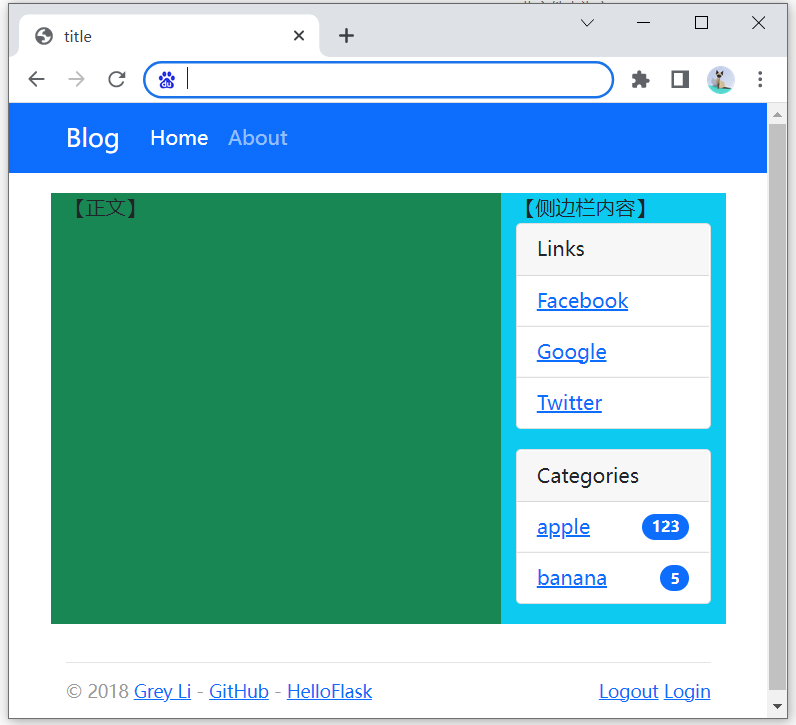 title
du
Blog Home About
【正文】
【侧边栏内容】
Links
Facebook
Google
Twitter
Categories
apple 123
banana 5
© 2018 Grey Li - GitHub - HelloFlask Logout Login